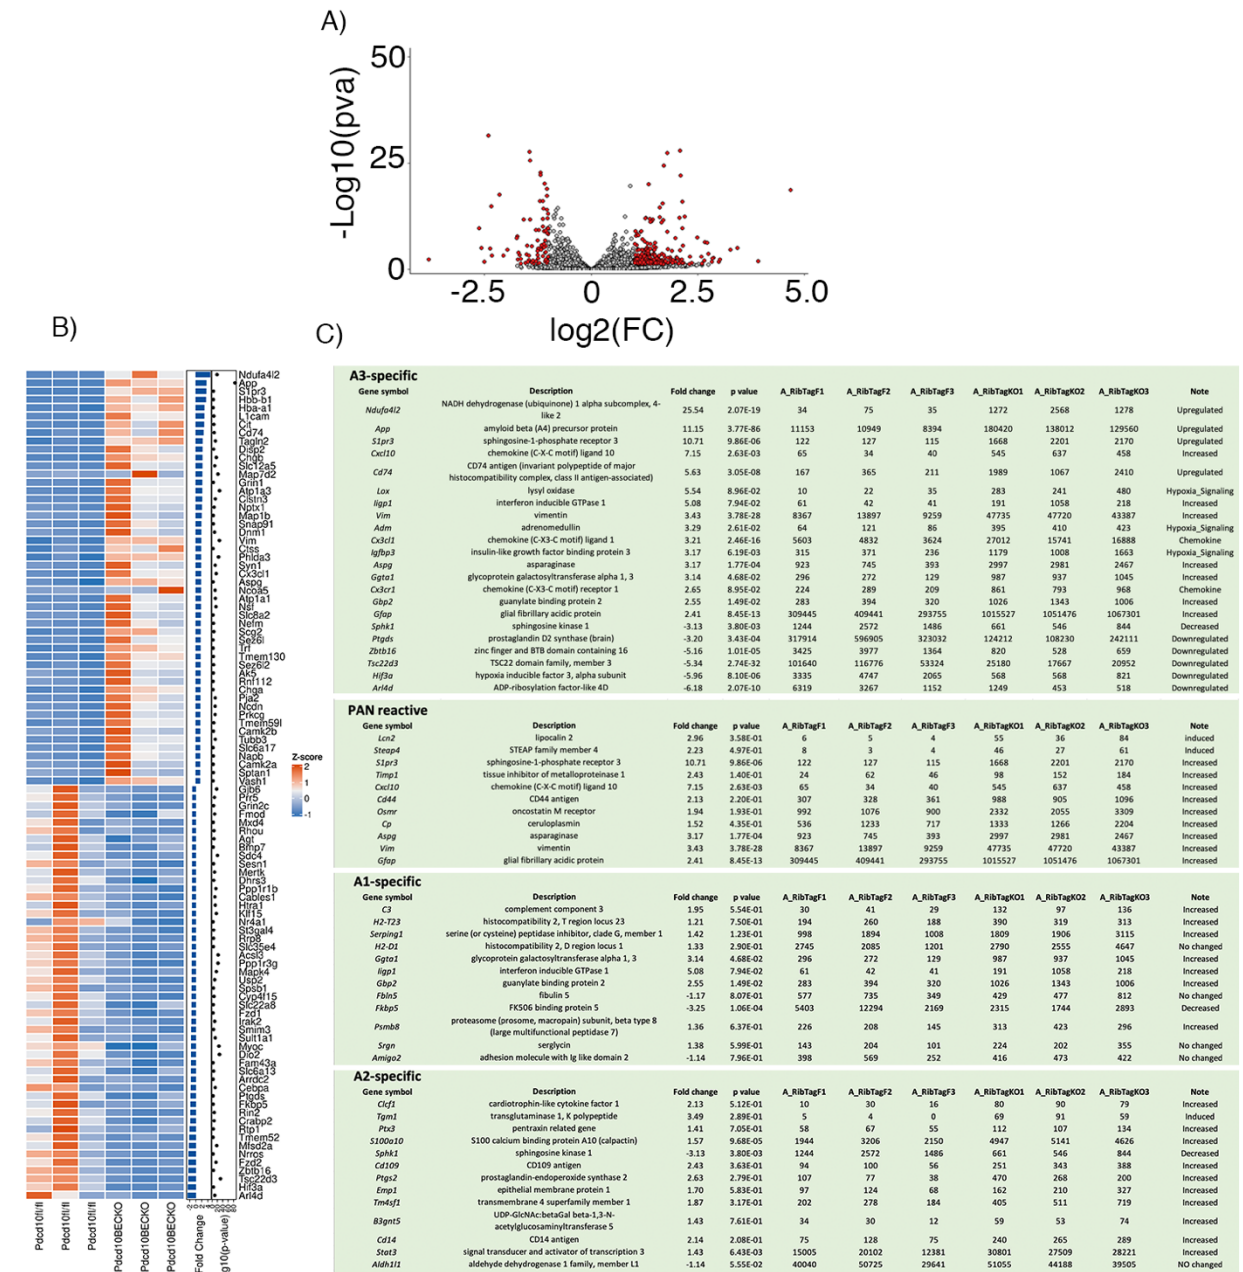 A)
50
25
0
-Log10(pva)
-2.5 0 2.5 5.0
log2(FC)
B)
Ndufa4l2
App
S1pr3
Hbb-b1
Hba-a1
L1cam
Cit
Cd74
Tagln2
Disp2
Chgb
Slc12a5
Map7d2
Grin1
Atp1a3
Clstn3
Nptx1
Map1b
Snap91
Dnm1
Vim
Ctss
Phlda3
Syn1
Cx3cl1
Aspg
Ncoa5
Atp1a1
Nsf
Slc8a2
Nefm
Scg2
Sez6l
Trf
Tmem130
Sez6l2
Ak5
Rnf112
Chga
Pja2
Ncdn
Prkcg
Tmem59l
Camk2b
Tubb3
Slc6a17
Napb
Camk2a
Sptan1
Vash1
Gjb6
Prr5
Grin2c
Fmod
Mxd4
Rhou
Agt
Bmp7
Sdc4
Sesn1
Mertk
Dhrs3
Ppp1r1b
Cables1
Htra1
Klf15
Nr4a1
St3gal4
Rrp8
Slc35e4
Acsl3
Ppp1r3g
Mapk4
Usp2
Spsb1
Cyp4f15
Slc22a8
Fzd1
Irak2
Smim3
Sult1a1
Myoc
Dio2
Fam43a
Slc6a13
Arrdc2
Cebpa
Ptgds
Fkbp5
Rin2
Crabp2
Rtp1
Tmem52
Mfsd2a
Nrros
Fzd2
Zbtb16
Tsc22d3
Hif3a
Arl4d
Z-score
2
1
0
-1
Pdcd10fl/fl
Pdcd10fl/fl
Pdcd10fl/fl
Pdcd10BECKO
Pdcd10BECKO
Pdcd10BECKO
Fold Change
g10(p-value)
C)
A3-specific
Gene symbol Description Fold change p value A_RibTagF1 A_RibTagF2 A_RibTagF3 A_RibTagKO1 A_RibTagKO2 A_RibTagKO3 Note
Ndufa4l2 NADH dehydrogenase (ubiquinone) 1 alpha subcomplex, 4-like 2 25.54 2.07E-19 34 75 35 1272 2568 1278 Upregulated
App amyloid beta (A4) precursor protein 11.15 3.77E-86 11153 10949 8394 180420 138012 129560 Upregulated
S1pr3 sphingosine-1-phosphate receptor 3 10.71 9.86E-06 122 127 115 1668 2201 2170 Upregulated
Cxcl10 chemokine (C-X-C motif) ligand 10 7.15 2.63E-03 65 34 40 545 637 458 Increased
Cd74 CD74 antigen (invariant polypeptide of major histocompatibility complex, class II antigen-associated) 5.63 3.05E-08 167 365 211 1989 1067 2410 Upregulated
Lox lysyl oxidase 5.54 8.96E-02 10 22 35 283 241 480 Hypoxia_Signaling
Iigp1 interferon inducible GTPase 1 5.08 7.94E-02 61 42 41 191 1058 218 Increased
Vim vimentin 3.43 3.78E-28 8367 13897 9259 47735 47720 43387 Increased
Adm adrenomedullin 3.29 2.61E-02 64 121 86 395 410 423 Hypoxia_Signaling
Cx3cl1 chemokine (C-X3-C motif) ligand 1 3.21 2.46E-16 5603 4832 3624 27012 15741 16888 Chemokine
Igfbp3 insulin-like growth factor binding protein 3 3.17 6.19E-03 315 371 236 1179 1008 1663 Hypoxia_Signaling
Aspg asparaginase 3.17 1.77E-04 923 745 393 2997 2981 2467 Increased
Ggta1 glycoprotein galactosyltransferase alpha 1, 3 3.14 4.68E-02 296 272 129 987 937 1045 Increased
Cx3cr1 chemokine (C-X3-C motif) receptor 1 2.65 8.95E-02 224 289 209 861 793 968 Chemokine
Gbp2 guanylate binding protein 2 2.55 1.49E-02 283 394 320 1026 1343 1006 Increased
Gfap glial fibrillary acidic protein 2.41 8.45E-13 309445 409441 293755 1015527 1051476 1067301 Increased
Sphk1 sphingosine kinase 1 -3.13 3.80E-03 1244 2572 1486 661 546 844 Decreased
Ptgds prostaglandin D2 synthase (brain) -3.20 3.43E-04 317914 596905 323032 124212 108230 242111 Downregulated
Zbtb16 zinc finger and BTB domain containing 16 -5.16 1.01E-05 3425 3977 1364 820 528 659 Downregulated
Tsc22d3 TSC22 domain family, member 3 -5.34 2.74E-32 101640 116776 53324 25180 17667 20952 Downregulated
Hif3a hypoxia inducible factor 3, alpha subunit -5.96 8.10E-06 3335 4747 2065 568 568 821 Downregulated
Arl4d ADP-ribosylation factor-like 4D -6.18 2.07E-10 6319 3267 1152 1249 453 518 Downregulated
PAN reactive
Gene symbol Description Fold change p value A_RibTagF1 A_RibTagF2 A_RibTagF3 A_RibTagKO1 A_RibTagKO2 A_RibTagKO3 Note
Lcn2 lipocalin 2 2.96 3.58E-01 6 5 4 55 36 84 induced
Steap4 STEAP family member 4 2.23 4.97E-01 8 3 4 46 27 61 Induced
S1pr3 sphingosine-1-phosphate receptor 3 10.71 9.86E-06 122 127 115 1668 2201 2170 Increased
Timp1 tissue inhibitor of metalloproteinase 1 2.43 1.40E-01 24 62 46 98 152 184 Increased
Cxcl10 chemokine (C-X-C motif) ligand 10 7.15 2.63E-03 65 34 40 545 637 458 Increased
Cd44 CD44 antigen 2.13 2.20E-01 307 328 361 988 905 1096 Increased
Osmr oncostatin M receptor 1.94 1.93E-01 992 1076 900 2332 2055 3309 Increased
Cp ceruloplasmin 1.52 4.35E-01 536 1233 717 1333 1266 2204 Increased
Aspg asparaginase 3.17 1.77E-04 923 745 393 2997 2981 2467 Increased
Vim vimentin 3.43 3.78E-28 8367 13897 9259 47735 47720 43387 Increased
Gfap glial fibrillary acidic protein 2.41 8.45E-13 309445 409441 293755 1015527 1051476 1067301 Increased
A1-specific
Gene symbol Description Fold change p value A_RibTagF1 A_RibTagF2 A_RibTagF3 A_RibTagKO1 A_RibTagKO2 A_RibTagKO3 Note
C3 complement component 3 1.95 5.54E-01 30 41 29 132 97 136 Increased
H2-T23 histocompatibility 2, T region locus 23 1.21 7.50E-01 194 260 188 390 319 313 Increased
Serping1 serine (or cysteine) peptidase inhibitor, clade G, member 1 1.42 1.23E-01 998 1894 1008 1809 1906 3115 Increased
H2-D1 histocompatibility 2, D region locus 1 1.33 2.90E-01 2745 2085 1201 2790 2555 4647 No changed
Ggta1 glycoprotein galactosyltransferase alpha 1, 3 3.14 4.68E-02 296 272 129 987 937 1045 Increased
Iigp1 interferon inducible GTPase 1 5.08 7.94E-02 61 42 41 191 1058 218 Increased
Gbp2 guanylate binding protein 2 2.55 1.49E-02 283 394 320 1026 1343 1006 Increased
Fbln5 fibulin 5 -1.17 8.07E-01 577 735 349 429 477 812 No changed
Fkbp5 FK506 binding protein 5 -3.25 1.06E-04 5403 12294 2169 2315 1744 2893 Decreased
Psmb8 proteasome (prosome, macropain) subunit, beta type 8 (large multifunctional peptidase 7) 1.36 6.37E-01 226 208 145 313 423 296 Increased
Srgn serglycin 1.38 5.99E-01 143 204 101 224 202 355 No changed
Amigo2 adhesion molecule with Ig like domain 2 -1.14 7.96E-01 398 569 252 416 473 422 No changed
A2-specific
Gene symbol Description Fold change p value A_RibTagF1 A_RibTagF2 A_RibTagF3 A_RibTagKO1 A_RibTagKO2 A_RibTagKO3 Note
Clcf1 cardiotrophin-like cytokine factor 1 2.13 5.12E-01 10 30 16 80 90 79 Increased
Tgm1 transglutaminase 1, K polypeptide 3.49 2.89E-01 5 4 0 69 91 59 Induced
Ptx3 pentraxin related gene 1.41 7.05E-01 58 67 55 112 107 134 Increased
S100a10 S100 calcium binding protein A10 (calpactin) 1.57 9.68E-05 1944 3206 2150 4947 5141 4626 Increased
Sphk1 sphingosine kinase 1 -3.13 3.80E-03 1244 2572 1486 661 546 844 Decreased
Cd109 CD109 antigen 2.43 3.63E-01 94 100 56 251 343 388 Increased
Ptgs2 prostaglandin-endoperoxide synthase 2 2.63 2.79E-01 107 77 38 470 268 200 Increased
Emp1 epithelial membrane protein 1 1.70 5.83E-01 97 124 68 162 210 327 Increased
Tm4sf1 transmembrane 4 superfamily member 1 1.87 3.17E-01 202 278 184 405 511 719 Increased
B3gnt5 UDP-GlcNAc:betaGal beta-1,3-N-acetylglucosaminyltransferase 5 1.43 7.61E-01 34 30 12 59 53 74 Increased
Cd14 CD14 antigen 2.14 2.08E-01 75 128 75 240 265 289 Increased
Stat3 signal transducer and activator of transcription 3 1.43 6.43E-03 15005 20102 12381 30801 27509 28221 Increased
Aldh1l1 aldehyde dehydrogenase 1 family, member L1 -1.14 5.55E-02 40040 50725 29641 51055 44188 39505 NO changed